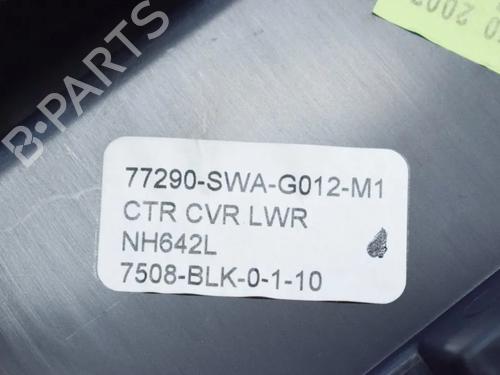 77290-SWA-G012-M1
CTR CVR LWR
NH642L
7508-BLK-0-1-10
B-PARTS